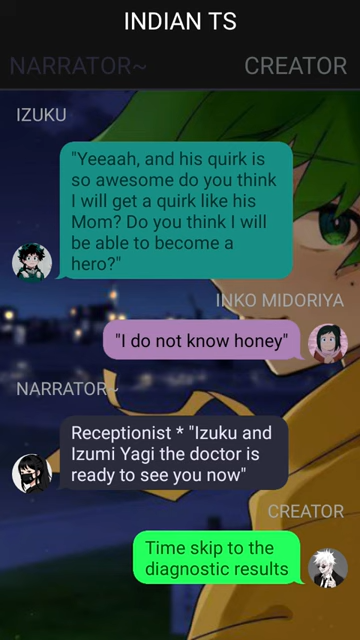 INDIAN TS
NARRATOR~ CREATOR
IZUKU
"Yeeaah, and his quirk is
so awesome do you think
I will get a quirk like his
Mom? Do you think I will
be able to become a
hero?"
INKO MIDORIYA
"I do not know honey"
NARRATOR~
Receptionist * "Izuku and
Izumi Yagi the doctor is
ready to see you now"
CREATOR
Time skip to the
diagnostic results